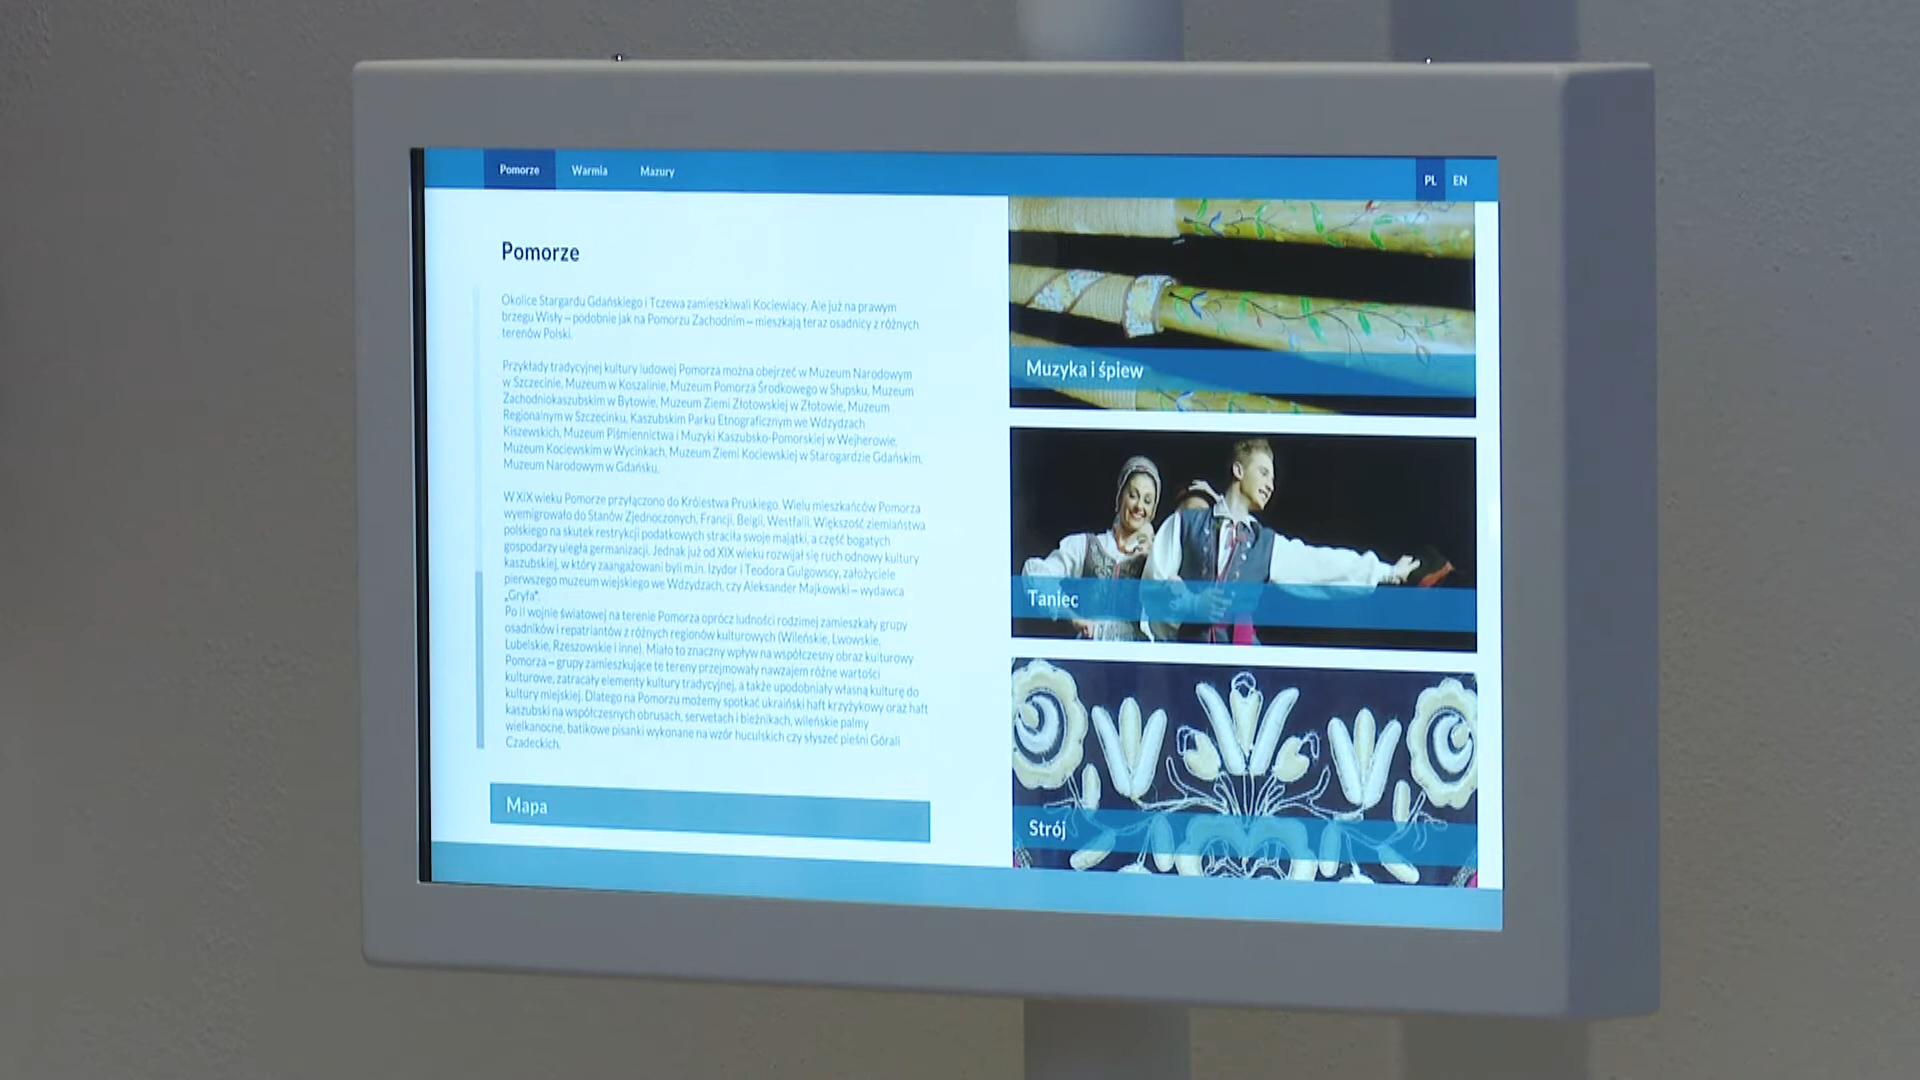 Pomorze
Warmia
Mazury
PL
EN
Pomorze
Okolice Stargardu Gdańskiego i Tczewa zamieszkiwali Kociewiacy. Ale już na prawym
brzegu Wisły – podobnie jak na Pomorzu Zachodnim – mieszkają teraz osadnicy z różnych
terenów Polski.
Przykłady tradycyjnej kultury ludowej Pomorza można obejrzeć w Muzeum Narodowym
w Szczecinie, Muzeum w Koszalinie, Muzeum Pomorza Środkowego w Słupsku, Muzeum
Zachodniokaszubskim w Bytowie, Muzeum Ziemi Złotowskiej w Złotowie, Muzeum
Regionalnym w Szczecinku, Kaszubskim Parku Etnograficznym we Wdzydzach
Kiszewskich, Muzeum Piśmiennictwa i Muzyki Kaszubsko-Pomorskiej w Wejherowie,
Muzeum Kociewskim w Wycinkach, Muzeum Ziemi Kociewskiej w Starogardzie Gdańskim,
Muzeum Narodowym w Gdańsku.
W XIX wieku Pomorze przyłączono do Królestwa Pruskiego. Wielu mieszkańców Pomorza
wyemigrowało do Stanów Zjednoczonych, Francji, Belgii, Westfalii. Większość ziemiaństwa
polskiego na skutek restrykcji podatkowych straciła swoje majątki, a część bogatych
gospodarzy uległa germanizacji. Jednak już od XIX wieku rozwijał się ruch odnowy kultury
kaszubskiej, w który zaangażowani byli m.in. Izydor i Teodora Gulgowscy, założyciele
pierwszego muzeum wiejskiego we Wdzydzach, czy Aleksander Majkowski – wydawca
„Gryfa”.
Po II wojnie światowej na terenie Pomorza oprócz ludności rodzimej zamieszkały grupy
osadników i repatriantów z różnych regionów kulturowych (Wileńskie, Lwowskie,
Lubelskie, Rzeszowskie i inne). Miało to znaczny wpływ na współczesny obraz kulturowy
Pomorza – grupy zamieszkujące te tereny przejmowały nawzajem różne wartości
kulturowe, zatracały elementy kultury tradycyjnej, a także upodobniały własną kulturę do
kultury miejskiej. Dlatego na Pomorzu możemy spotkać ukraiński haft krzyżykowy oraz haft
kaszubski na współczesnych obrusach, serwetach i bieżnikach, wileńskie palmy
wielkanocne, batikowe pisanki wykonane na wzór huculskich czy słyszeć pieśni Górali
Czadeckich.
Mapa
Muzyka i śpiew
Taniec
Strój